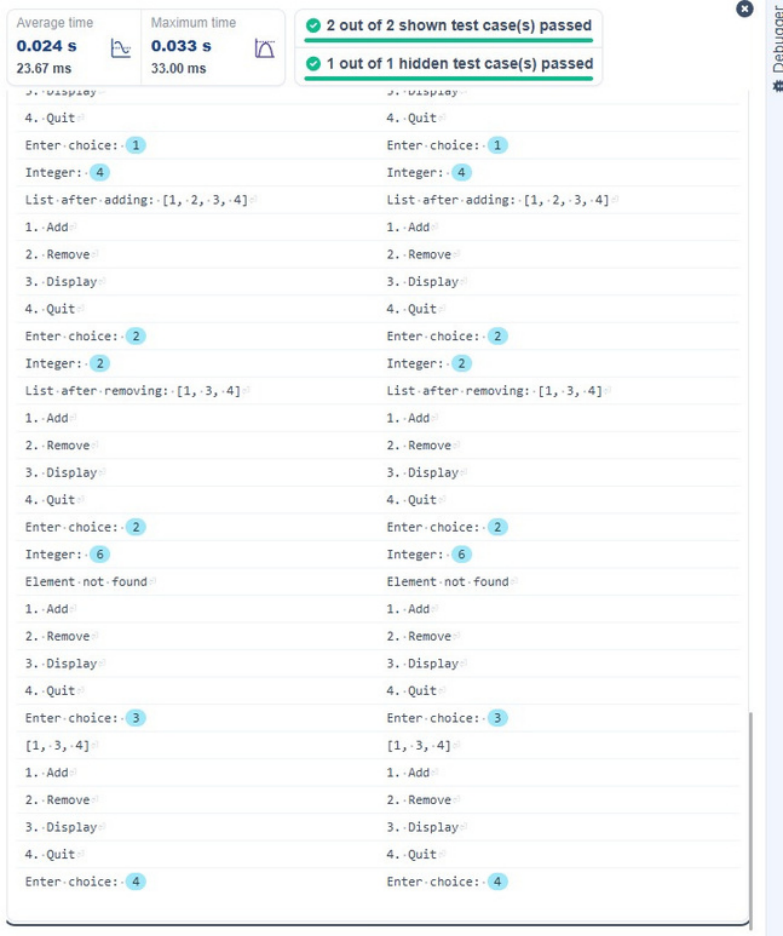 Average time
0.024 s
23.67 ms
Maximum time
0.033 s
33.00 ms
2 out of 2 shown test case(s) passed
1 out of 1 hidden test case(s) passed
Debugger
3. Display 3. Display
4. Quit 4. Quit
Enter choice: 1 Enter choice: 1
Integer: 4 Integer: 4
List after adding: [1, 2, 3, 4] List after adding: [1, 2, 3, 4]
1. Add 1. Add
2. Remove 2. Remove
3. Display 3. Display
4. Quit 4. Quit
Enter choice: 2 Enter choice: 2
Integer: 2 Integer: 2
List after removing: [1, 3, 4] List after removing: [1, 3, 4]
1. Add 1. Add
2. Remove 2. Remove
3. Display 3. Display
4. Quit 4. Quit
Enter choice: 2 Enter choice: 2
Integer: 6 Integer: 6
Element not found Element not found
1. Add 1. Add
2. Remove 2. Remove
3. Display 3. Display
4. Quit 4. Quit
Enter choice: 3 Enter choice: 3
[1, 3, 4] [1, 3, 4]
1. Add 1. Add
2. Remove 2. Remove
3. Display 3. Display
4. Quit 4. Quit
Enter choice: 4 Enter choice: 4